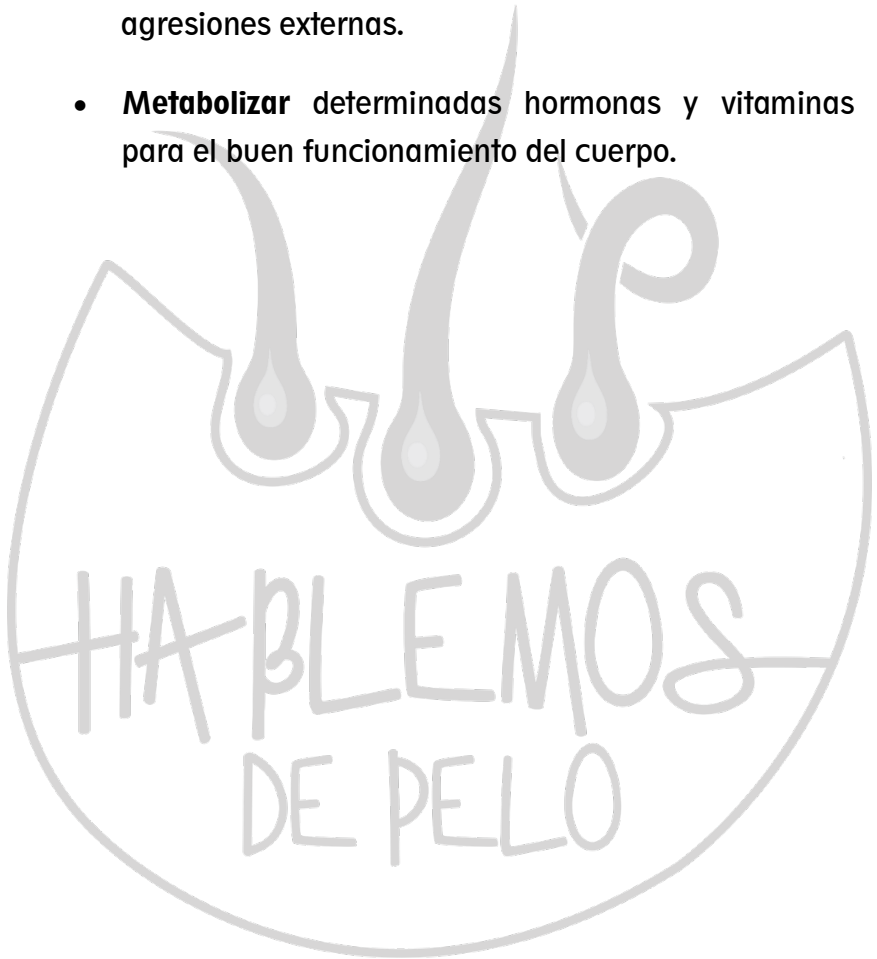 agresiones externas.
• Metabolizar determinadas hormonas y vitaminas
para el buen funcionamiento del cuerpo.
HABLEMOS
DE PELO